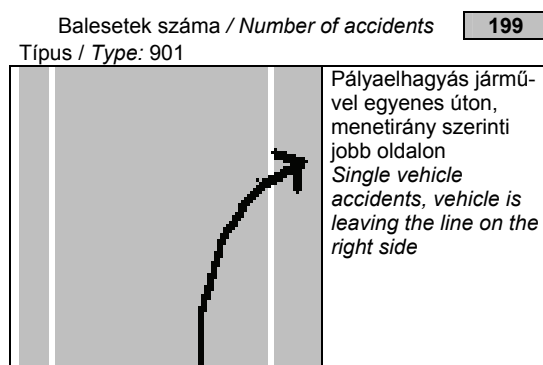 Balesetek száma / Number of accidents 199
Típus / Type: 901
Pályaelhagyás jármű-
vel egyenes úton,
menetirány szerinti
jobb oldalon
Single vehicle
accidents, vehicle is
leaving the line on the
right side